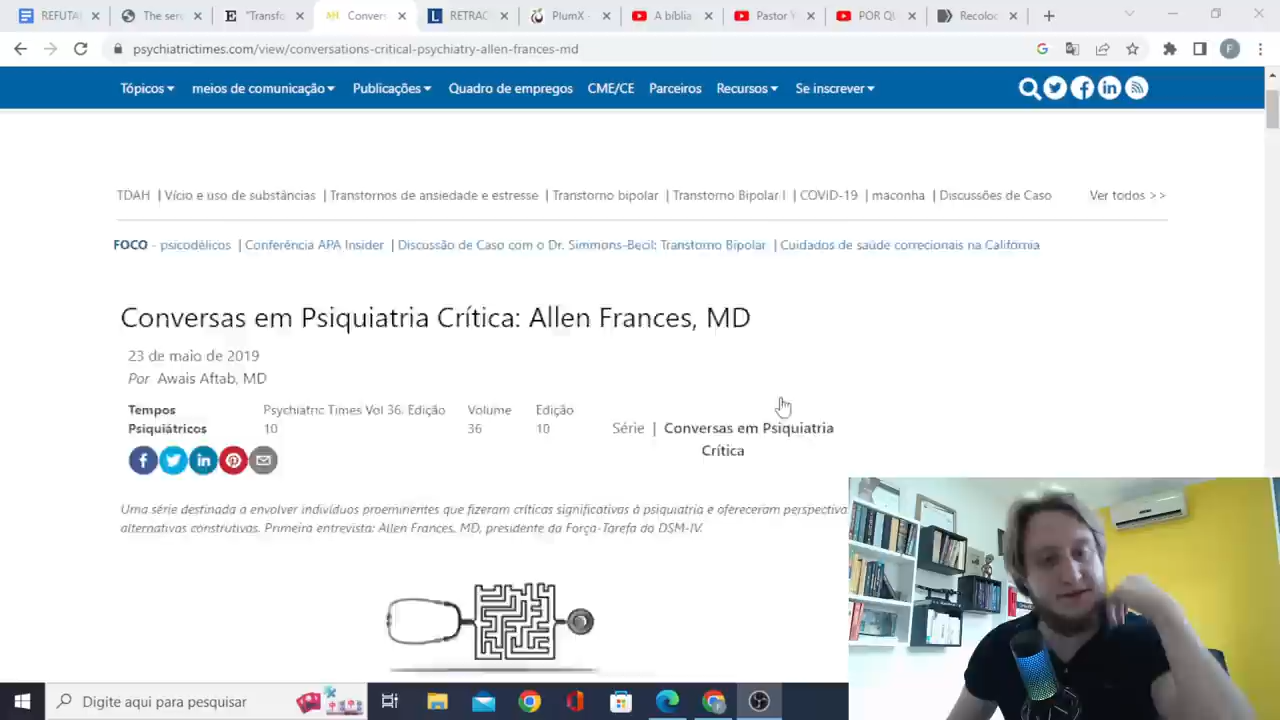 REFUTA
The ser
"Transfo
Convers
RETRAC
PlumX -
A bíblia
Pastor
POR QU
Recoloc
psychiatrictimes.com/view/conversations-critical-psychiatry-allen-frances-md
F
Tópicos
meios de comunicação
Publicações
Quadro de empregos
CME/CE
Parceiros
Recursos
Se inscrever
TDAH | Vício e uso de substâncias | Transtornos de ansiedade e estresse | Transtorno bipolar | Transtorno Bipolar I | COVID-19 | maconha | Discussões de Caso
Ver todos >>
FOCO - psicodélicos | Conferência APA Insider | Discussão de Caso com o Dr. Simmons-Becil: Transtorno Bipolar | Cuidados de saúde correcionais na Califórnia
Conversas em Psiquiatria Crítica: Allen Frances, MD
23 de maio de 2019
Por Awais Aftab, MD
Tempos
Psiquiátricos
Psychiatric Times Vol 36, Edição
10
Volume
36
Edição
10
Série | Conversas em Psiquiatria
Crítica
Uma série destinada a envolver indivíduos proeminentes que fizeram críticas significativas à psiquiatria e ofereceram perspectiva
alternativas construtivas. Primeira entrevista: Allen Frances, MD, presidente da Força-Tarefa do DSM-IV.
Digite aqui para pesquisar